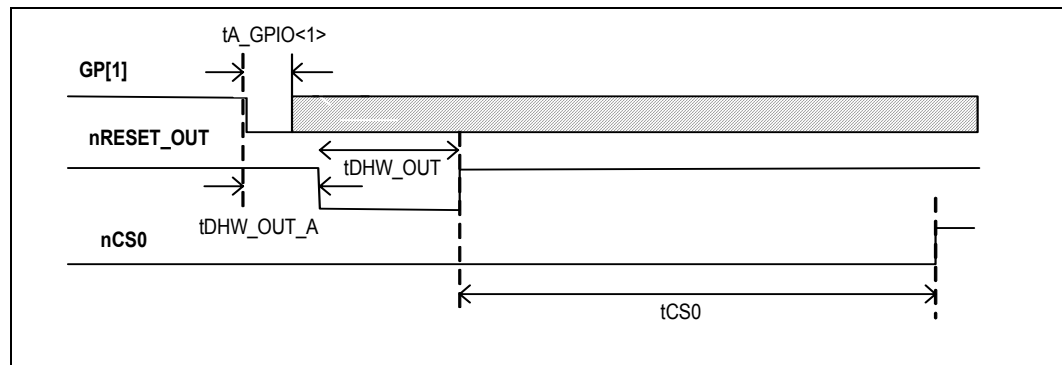 tA_GPIO<1>
GP[1]
nRESET_OUT
tDHW_OUT
tDHW_OUT_A
nCS0
tCS0